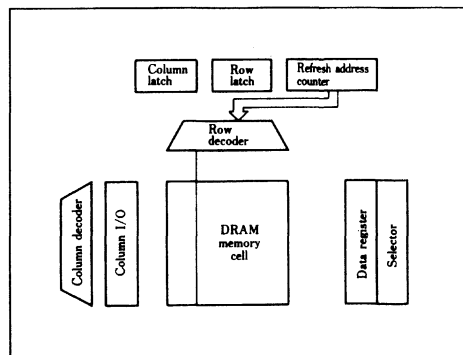 Column
latch
Row
latch
Refresh address
counter
Row
decoder
Column decoder
Column I/O
DRAM
memory
cell
Data register
Selector